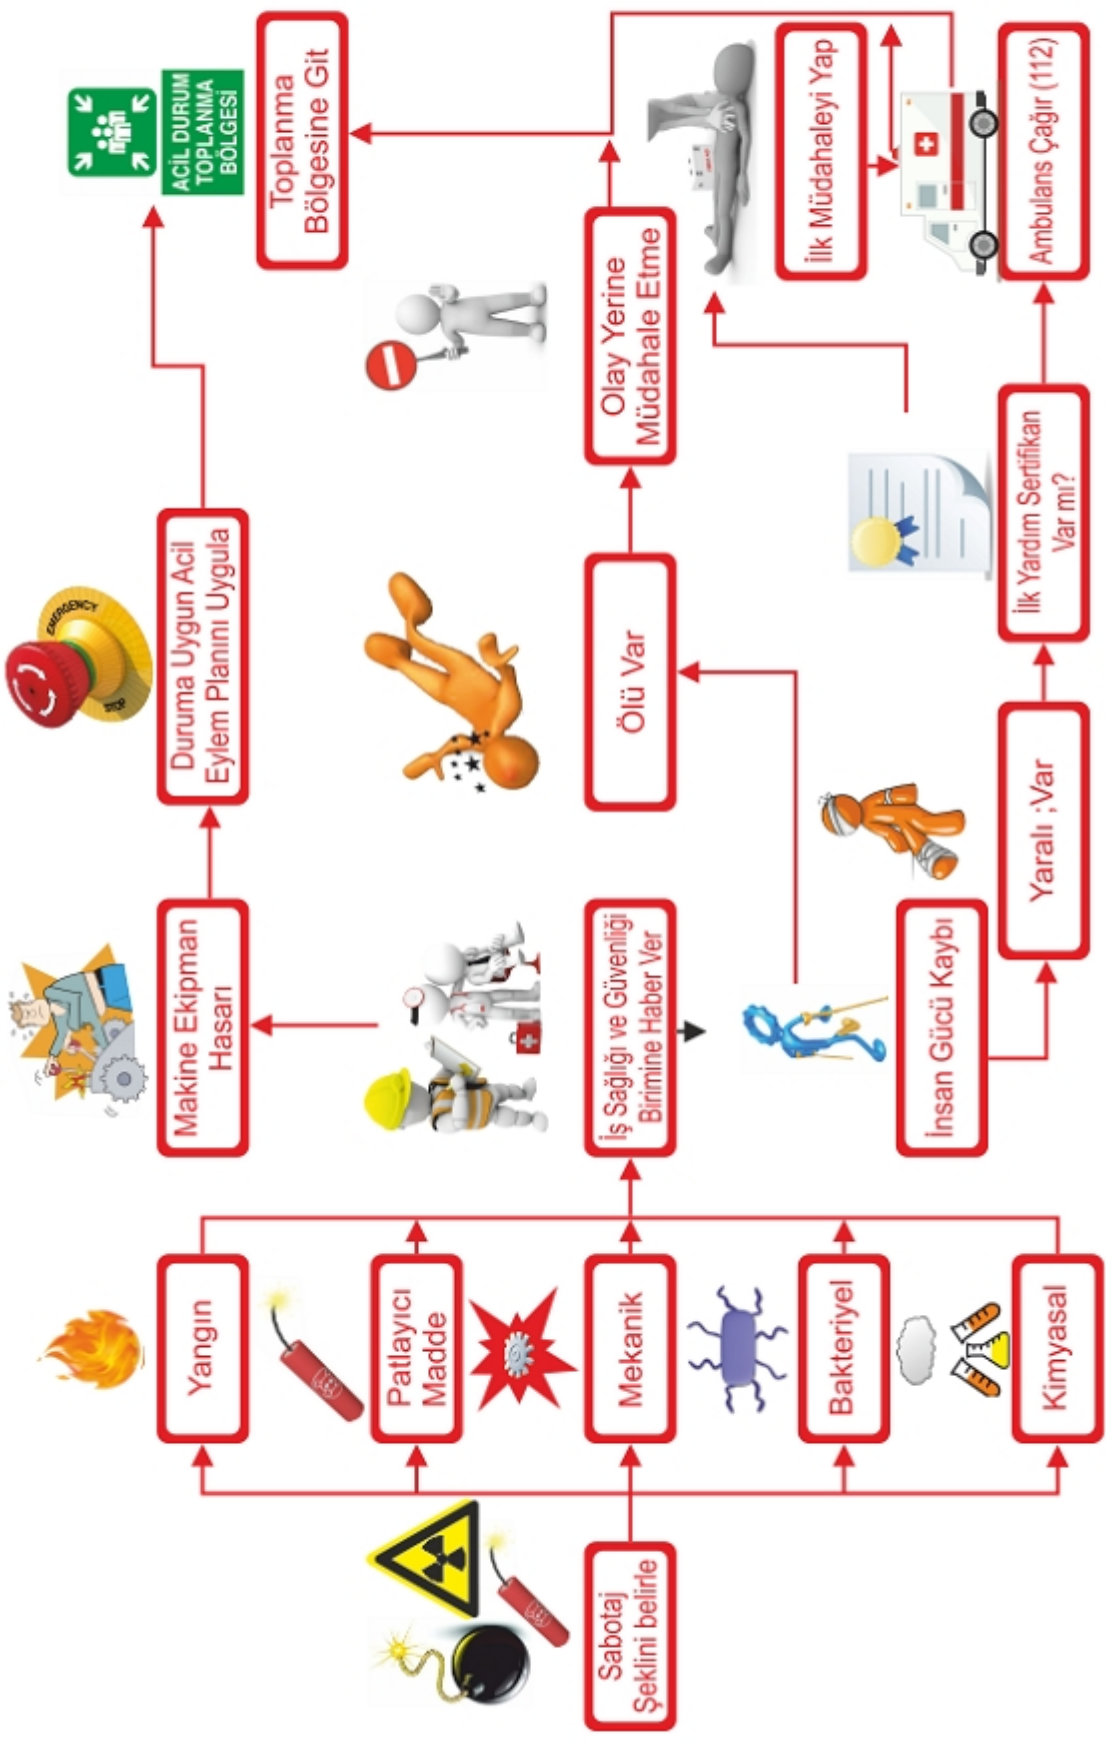 Sabotaj
Şeklini belirle
Yangın
Patlayıcı
Madde
Mekanik
Bakteriyel
Kimyasal
İş Sağlığı ve Güvenliği
Birimine Haber Ver
Makine Ekipman
Hasarı
EMERGENCY
STOP
Duruma Uygun Acil
Eylem Planını Uygula
ACİL DURUM
TOPLANMA
BÖLGESİ
Toplanma
Bölgesine Git
İnsan Gücü Kaybı
Ölü Var
Olay Yerine
Müdahale Etme
Yaralı ;Var
İlk Yardım Sertifikan
Var mı?
İlk Müdahaleyi Yap
Ambulans Çağır (112)